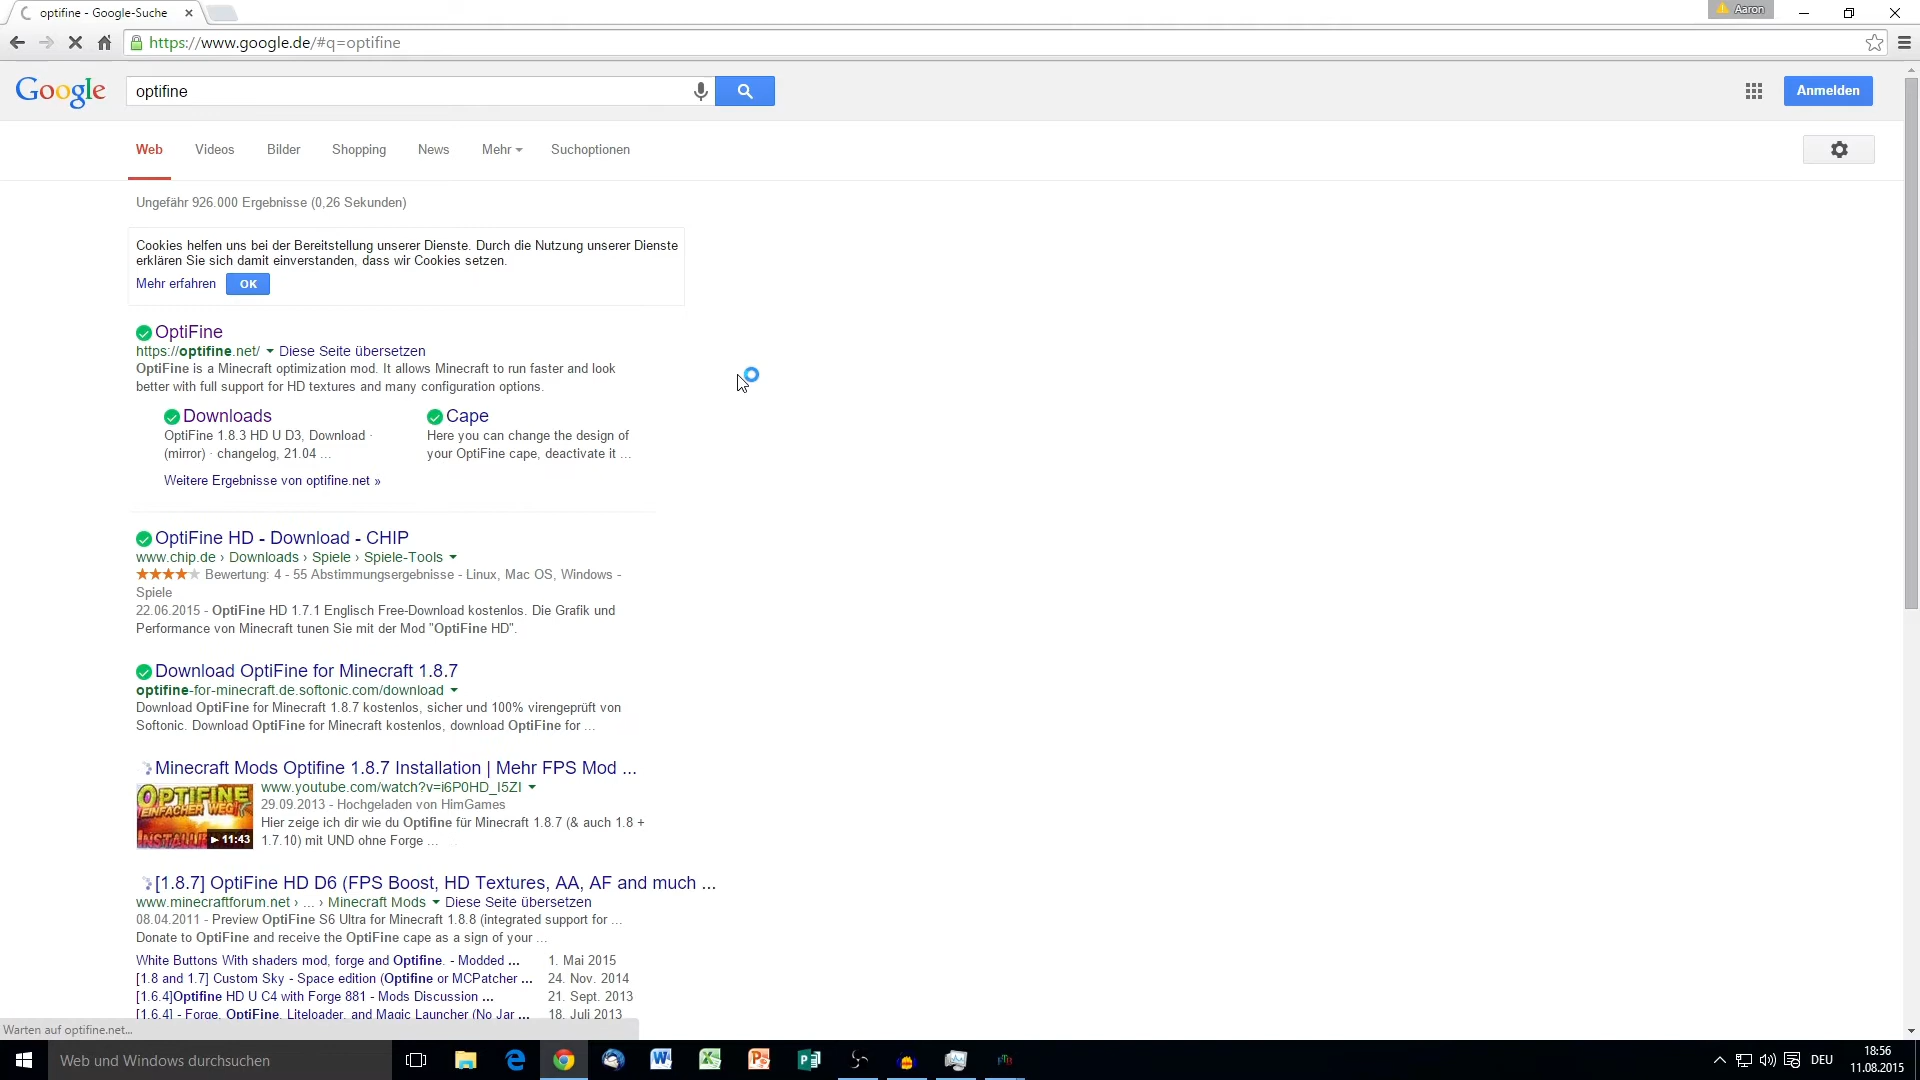 optifine - Google-Suche
Aaron
https://www.google.de/#q=optifine
Google
optifine
Anmelden
Web Videos Bilder Shopping News Mehr Suchoptionen
Ungefähr 926.000 Ergebnisse (0,26 Sekunden)
Cookies helfen uns bei der Bereitstellung unserer Dienste. Durch die Nutzung unserer Dienste
erklären Sie sich damit einverstanden, dass wir Cookies setzen.
Mehr erfahren OK
OptiFine
https://optifine.net/ Diese Seite übersetzen
OptiFine is a Minecraft optimization mod. It allows Minecraft to run faster and look
better with full support for HD textures and many configuration options.
Downloads
OptiFine 1.8.3 HD U D3, Download ·
(mirror) · changelog, 21.04 ...
Cape
Here you can change the design of
your OptiFine cape, deactivate it ...
Weitere Ergebnisse von optifine.net »
OptiFine HD - Download - CHIP
www.chip.de › Downloads › Spiele › Spiele-Tools
Bewertung: 4 - 55 Abstimmungsergebnisse - Linux, Mac OS, Windows -
Spiele
22.06.2015 - OptiFine HD 1.7.1 Englisch Free-Download kostenlos. Die Grafik und
Performance von Minecraft tunen Sie mit der Mod "OptiFine HD".
Download OptiFine for Minecraft 1.8.7
optifine-for-minecraft.de.softonic.com/download
Download OptiFine for Minecraft 1.8.7 kostenlos, sicher und 100% virengeprüft von
Softonic. Download OptiFine for Minecraft kostenlos, download OptiFine for ...
Minecraft Mods Optifine 1.8.7 Installation | Mehr FPS Mod ...
OPTIFINE
EINFACHER WEG!
11:43
www.youtube.com/watch?v=i6P0HD_I5ZI
29.09.2013 - Hochgeladen von HimGames
Hier zeige ich dir wie du Optifine für Minecraft 1.8.7 (& auch 1.8 +
1.7.10) mit UND ohne Forge ...
[1.8.7] OptiFine HD D6 (FPS Boost, HD Textures, AA, AF and much ...
www.minecraftforum.net › ... › Minecraft Mods Diese Seite übersetzen
08.04.2011 - Preview OptiFine S6 Ultra for Minecraft 1.8.8 (integrated support for ...
Donate to OptiFine and receive the OptiFine cape as a sign of your ...
White Buttons With shaders mod, forge and Optifine. - Modded ... 1. Mai 2015
[1.8 and 1.7] Custom Sky - Space edition (Optifine or MCPatcher ... 24. Nov. 2014
[1.6.4]Optifine HD U C4 with Forge 881 - Mods Discussion ... 21. Sept. 2013
[1.6.4] - Forge, OptiFine, Liteloader, and Magic Launcher (No Jar ... 18. Juli 2013
Warten auf optifine.net...
Web und Windows durchsuchen
DEU
18:56
11.08.2015